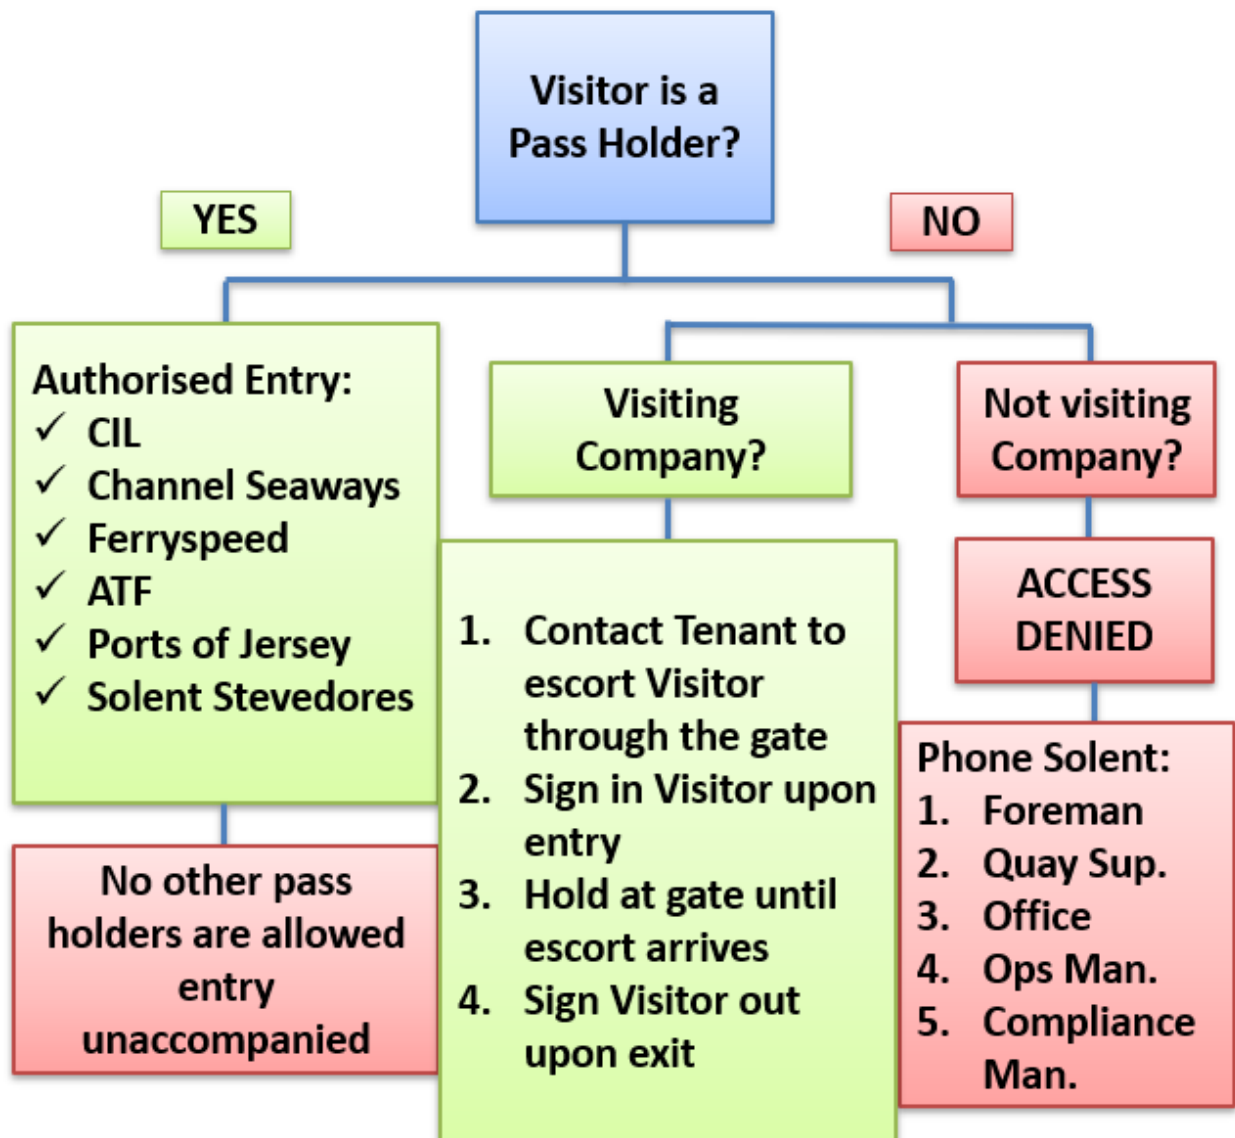 Visitor is a
Pass Holder?
YES
NO
Authorised Entry:
✓ CIL
✓ Channel Seaways
✓ Ferryspeed
✓ ATF
✓ Ports of Jersey
✓ Solent Stevedores
No other pass
holders are allowed
entry
unaccompanied
Visiting
Company?
1. Contact Tenant to
escort Visitor
through the gate
2. Sign in Visitor upon
entry
3. Hold at gate until
escort arrives
4. Sign Visitor out
upon exit
Not visiting
Company?
ACCESS
DENIED
Phone Solent:
1. Foreman
2. Quay Sup.
3. Office
4. Ops Man.
5. Compliance
Man.